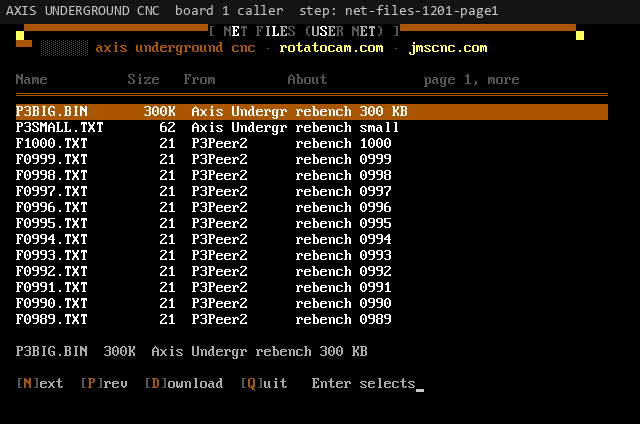 AXIS UNDERGROUND CNC  board 1 caller  step: net-files-1201-page1
[ NET FILES (USER NET) ]
axis underground cnc · rotatocam.com · jmscnc.com
Name          Size   From         About            page 1, more
P3BIG.BIN       300K  Axis Undergr rebench 300 KB
P3SMALL.TXT       62  Axis Undergr rebench small
F1000.TXT         21  P3Peer2      rebench 1000
F0999.TXT         21  P3Peer2      rebench 0999
F0998.TXT         21  P3Peer2      rebench 0998
F0997.TXT         21  P3Peer2      rebench 0997
F0996.TXT         21  P3Peer2      rebench 0996
F0995.TXT         21  P3Peer2      rebench 0995
F0994.TXT         21  P3Peer2      rebench 0994
F0993.TXT         21  P3Peer2      rebench 0993
F0992.TXT         21  P3Peer2      rebench 0992
F0991.TXT         21  P3Peer2      rebench 0991
F0990.TXT         21  P3Peer2      rebench 0990
F0989.TXT         21  P3Peer2      rebench 0989
P3BIG.BIN  300K  Axis Undergr rebench 300 KB
[N]ext  [P]rev  [D]ownload  [Q]uit   Enter selects_